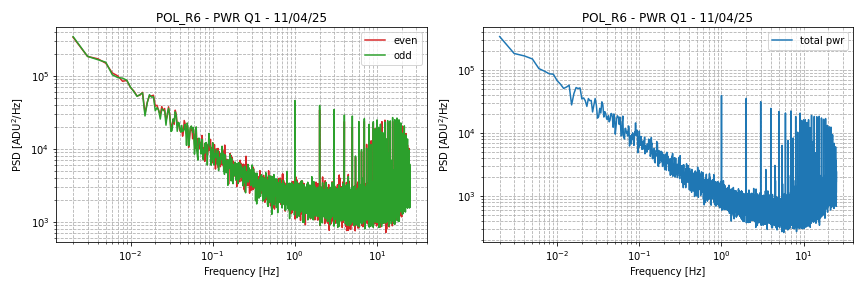 POL_R6 - PWR Q1 - 11/04/25
PSD [ADU²/Hz]
10⁵
10⁴
10³
even
odd
10⁻² 10⁻¹ 10⁰ 10¹
Frequency [Hz]
POL_R6 - PWR Q1 - 11/04/25
PSD [ADU²/Hz]
10⁵
10⁴
10³
total pwr
10⁻² 10⁻¹ 10⁰ 10¹
Frequency [Hz]